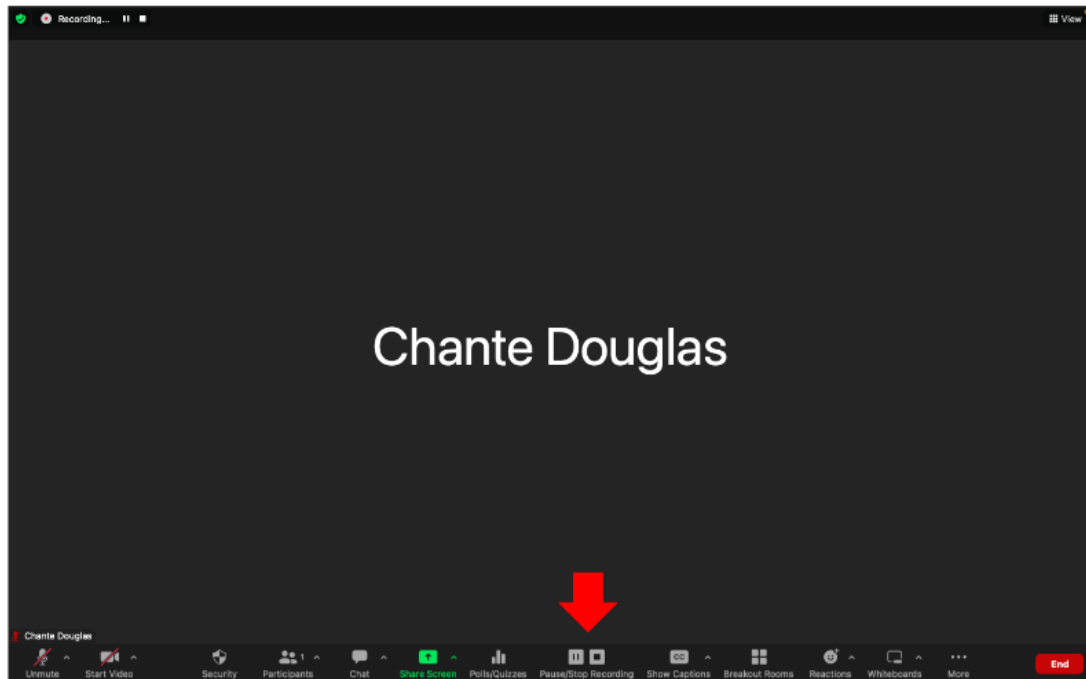 Recording...
View
Chante Douglas
Chante Douglas
Unmute
Start Video
Security
1
Participants
Chat
Share Screen
Polls/Quizzes
Pause/Stop Recording
CC
Show Captions
Breakout Rooms
Reactions
Whiteboards
More
End